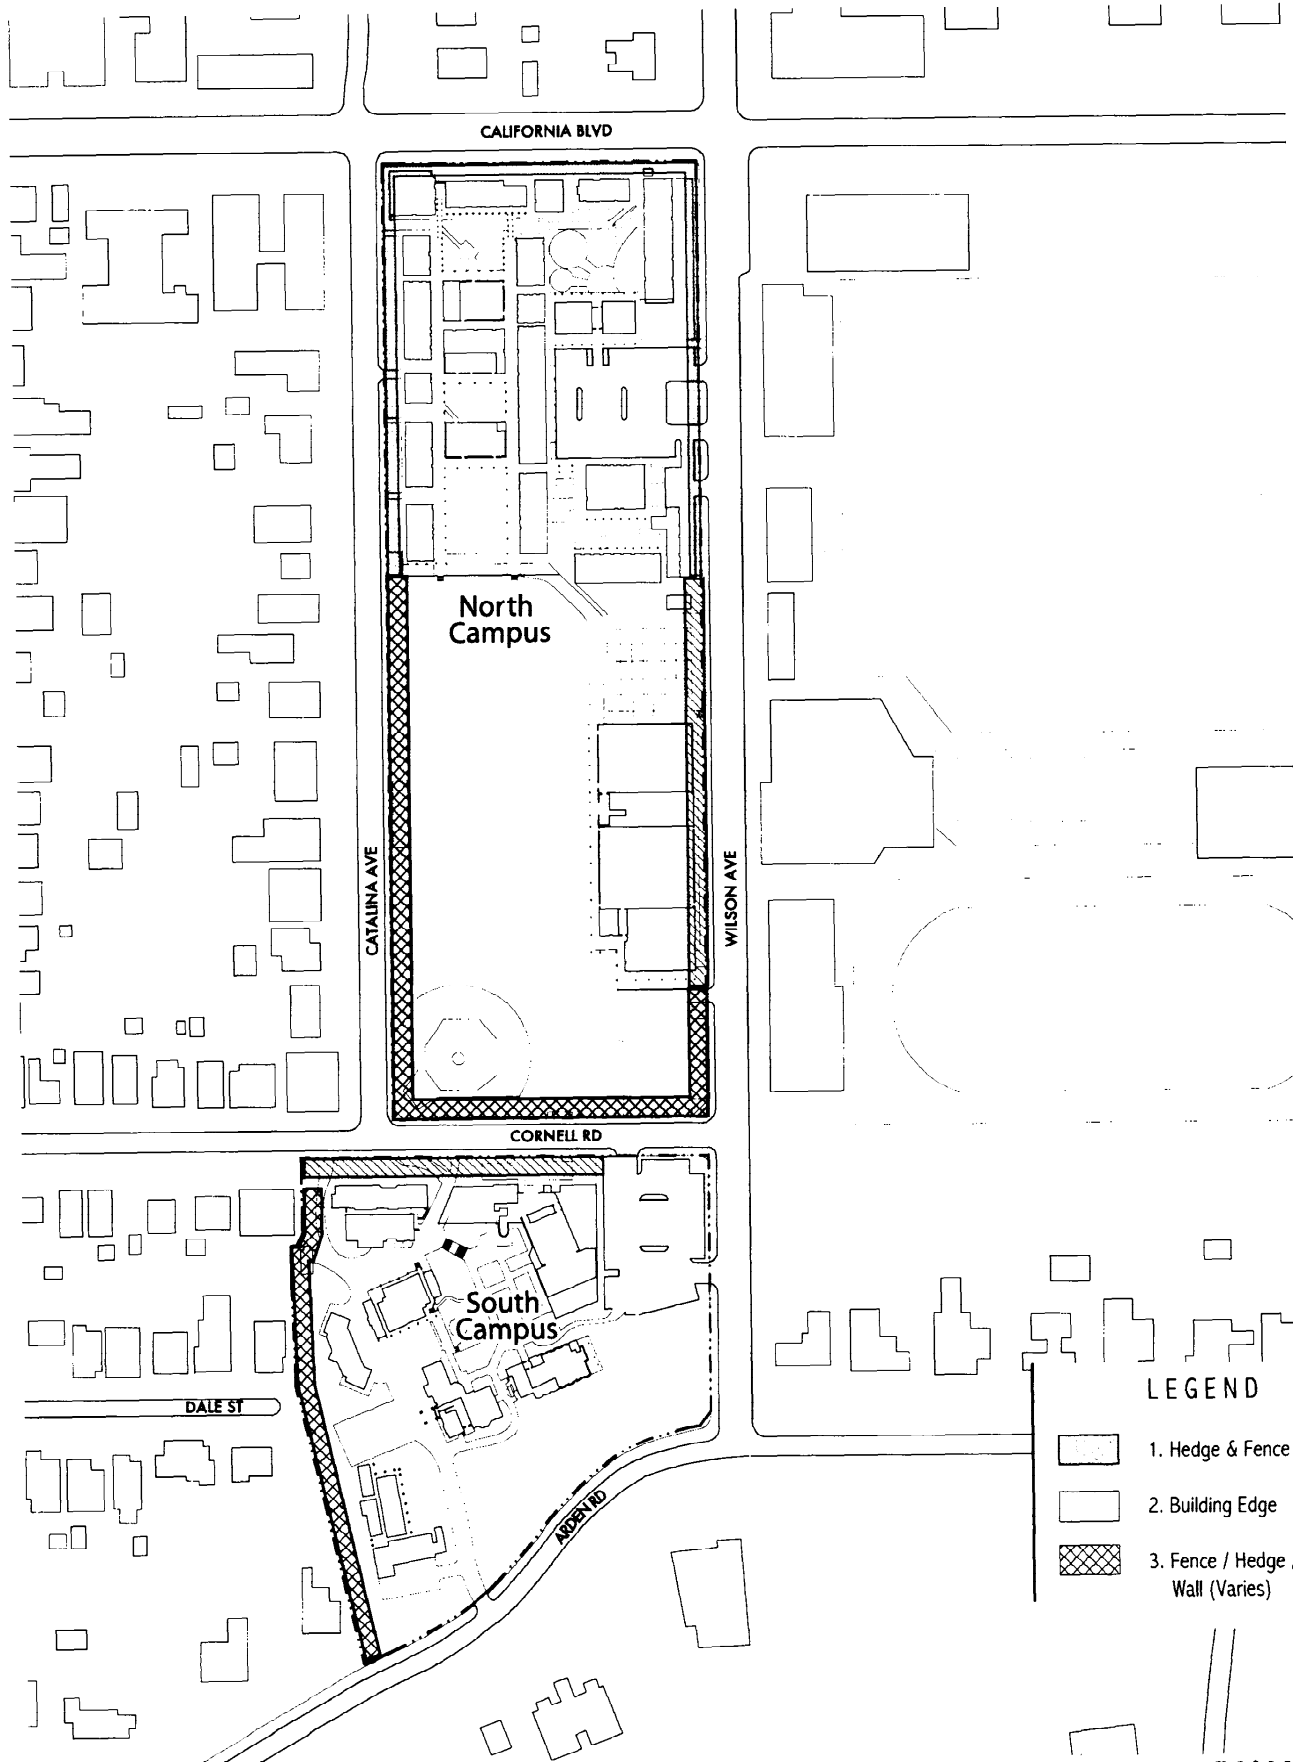 CALIFORNIA BLVD
North
Campus
CATALINA AVE
WILSON AVE
CORNELL RD
South
Campus
DALE ST
ARDEN RD
LEGEND
1. Hedge & Fence
2. Building Edge
3. Fence / Hedge /
Wall (Varies)